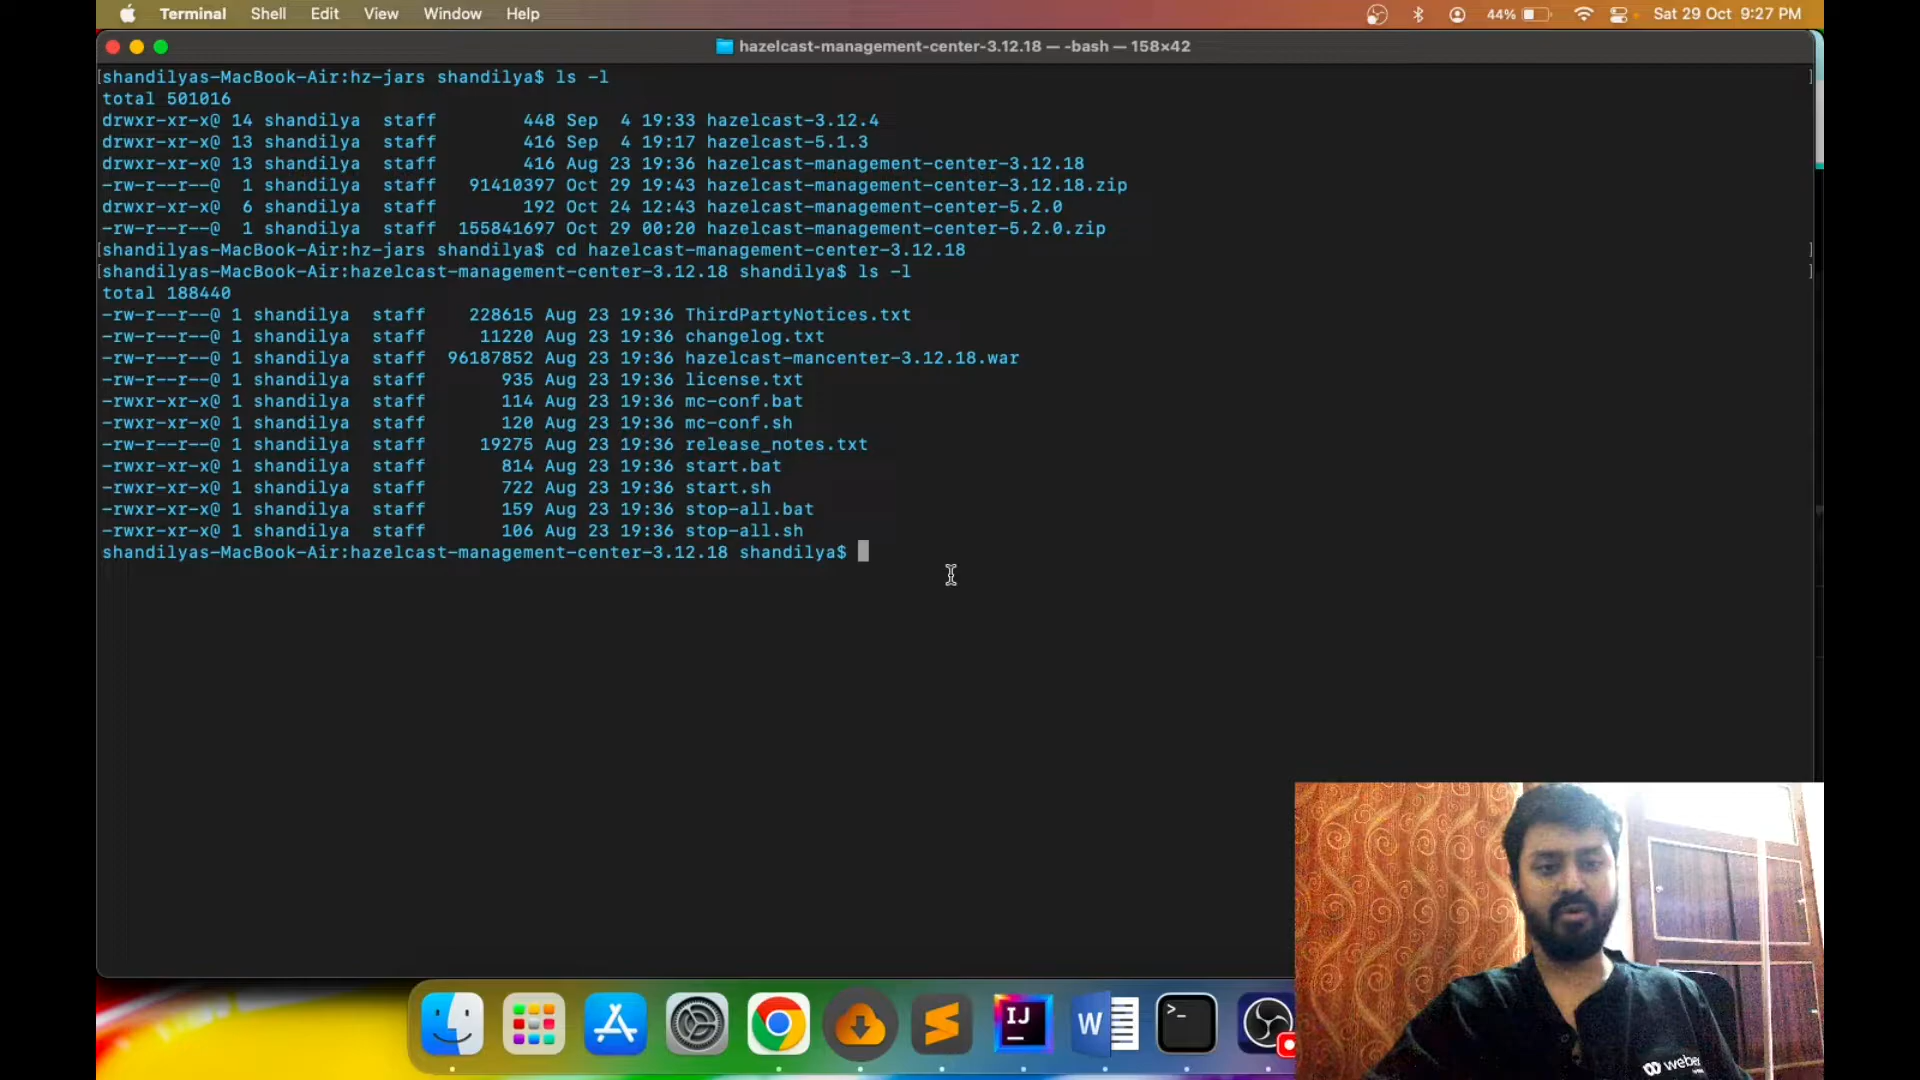 Terminal Shell Edit View Window Help 44% Sat 29 Oct 9:27 PM
hazelcast-management-center-3.12.18 — -bash — 158×42
[shandilyas-MacBook-Air:hz-jars shandilya$ ls -l ]
total 501016
drwxr-xr-x@ 14 shandilya staff 448 Sep 4 19:33 hazelcast-3.12.4
drwxr-xr-x@ 13 shandilya staff 416 Sep 4 19:17 hazelcast-5.1.3
drwxr-xr-x@ 13 shandilya staff 416 Aug 23 19:36 hazelcast-management-center-3.12.18
-rw-r--r--@ 1 shandilya staff 91410397 Oct 29 19:43 hazelcast-management-center-3.12.18.zip
drwxr-xr-x@ 6 shandilya staff 192 Oct 24 12:43 hazelcast-management-center-5.2.0
-rw-r--r--@ 1 shandilya staff 155841697 Oct 29 00:20 hazelcast-management-center-5.2.0.zip
[shandilyas-MacBook-Air:hz-jars shandilya$ cd hazelcast-management-center-3.12.18 ]
[shandilyas-MacBook-Air:hazelcast-management-center-3.12.18 shandilya$ ls -l ]
total 188440
-rw-r--r--@ 1 shandilya staff 228615 Aug 23 19:36 ThirdPartyNotices.txt
-rw-r--r--@ 1 shandilya staff 11220 Aug 23 19:36 changelog.txt
-rw-r--r--@ 1 shandilya staff 96187852 Aug 23 19:36 hazelcast-mancenter-3.12.18.war
-rw-r--r--@ 1 shandilya staff 935 Aug 23 19:36 license.txt
-rwxr-xr-x@ 1 shandilya staff 114 Aug 23 19:36 mc-conf.bat
-rwxr-xr-x@ 1 shandilya staff 120 Aug 23 19:36 mc-conf.sh
-rw-r--r--@ 1 shandilya staff 19275 Aug 23 19:36 release_notes.txt
-rwxr-xr-x@ 1 shandilya staff 814 Aug 23 19:36 start.bat
-rwxr-xr-x@ 1 shandilya staff 722 Aug 23 19:36 start.sh
-rwxr-xr-x@ 1 shandilya staff 159 Aug 23 19:36 stop-all.bat
-rwxr-xr-x@ 1 shandilya staff 106 Aug 23 19:36 stop-all.sh
shandilyas-MacBook-Air:hazelcast-management-center-3.12.18 shandilya$
IJ
W
>_